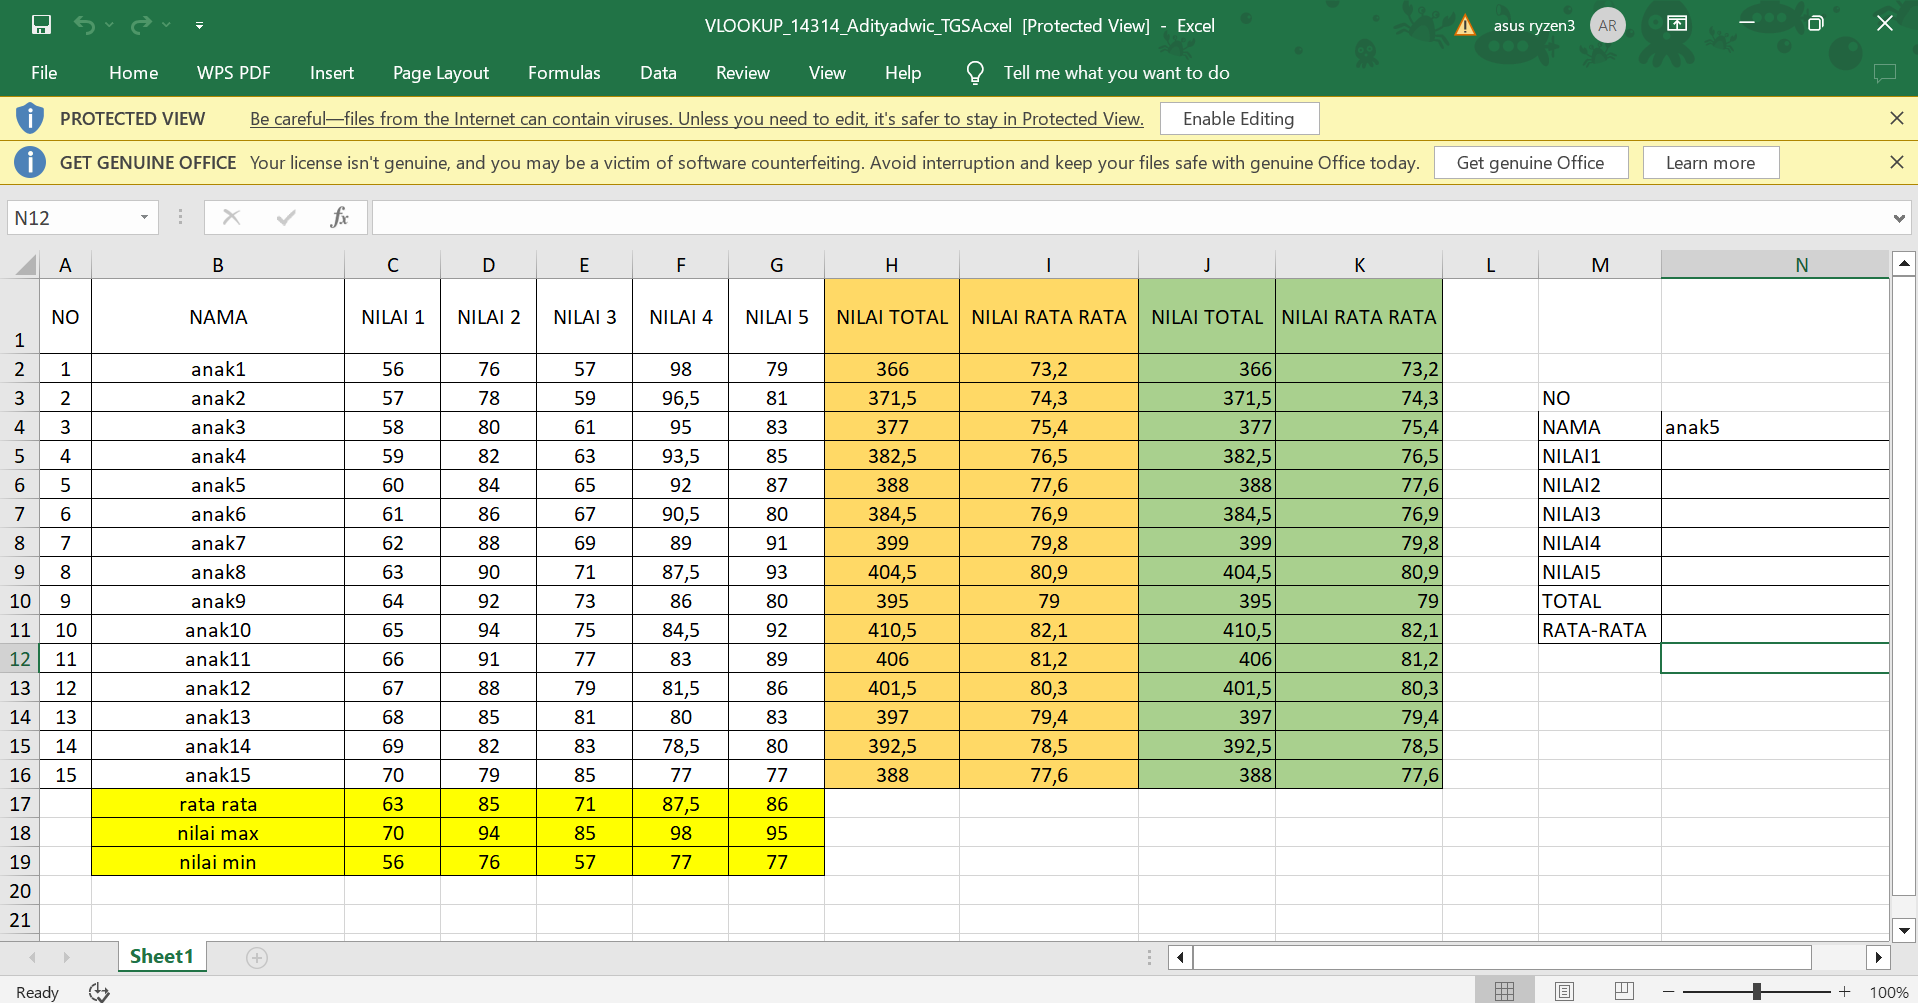 VLOOKUP_14314_Adityadwic_TGSAcxel [Protected View] - Excel
asus ryzen3
AR
File Home WPS PDF Insert Page Layout Formulas Data Review View Help Tell me what you want to do
PROTECTED VIEW Be careful—files from the Internet can contain viruses. Unless you need to edit, it's safer to stay in Protected View. Enable Editing
GET GENUINE OFFICE Your license isn't genuine, and you may be a victim of software counterfeiting. Avoid interruption and keep your files safe with genuine Office today. Get genuine Office Learn more
N12 fx
A B C D E F G H I J K L M N
1 NO NAMA NILAI 1 NILAI 2 NILAI 3 NILAI 4 NILAI 5 NILAI TOTAL NILAI RATA RATA NILAI TOTAL NILAI RATA RATA
2 1 anak1 56 76 57 98 79 366 73,2 366 73,2
3 2 anak2 57 78 59 96,5 81 371,5 74,3 371,5 74,3 NO
4 3 anak3 58 80 61 95 83 377 75,4 377 75,4 NAMA anak5
5 4 anak4 59 82 63 93,5 85 382,5 76,5 382,5 76,5 NILAI1
6 5 anak5 60 84 65 92 87 388 77,6 388 77,6 NILAI2
7 6 anak6 61 86 67 90,5 80 384,5 76,9 384,5 76,9 NILAI3
8 7 anak7 62 88 69 89 91 399 79,8 399 79,8 NILAI4
9 8 anak8 63 90 71 87,5 93 404,5 80,9 404,5 80,9 NILAI5
10 9 anak9 64 92 73 86 80 395 79 395 79 TOTAL
11 10 anak10 65 94 75 84,5 92 410,5 82,1 410,5 82,1 RATA-RATA
12 11 anak11 66 91 77 83 89 406 81,2 406 81,2
13 12 anak12 67 88 79 81,5 86 401,5 80,3 401,5 80,3
14 13 anak13 68 85 81 80 83 397 79,4 397 79,4
15 14 anak14 69 82 83 78,5 80 392,5 78,5 392,5 78,5
16 15 anak15 70 79 85 77 77 388 77,6 388 77,6
17 rata rata 63 85 71 87,5 86
18 nilai max 70 94 85 98 95
19 nilai min 56 76 57 77 77
20
21
Sheet1
Ready 100%